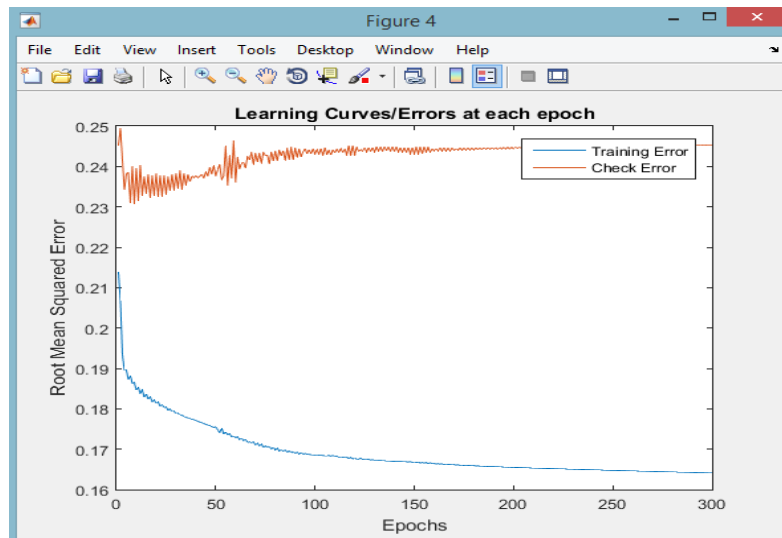 Figure 4
File Edit View Insert Tools Desktop Window Help
Learning Curves/Errors at each epoch
Training Error
Check Error
Root Mean Squared Error
0.25
0.24
0.23
0.22
0.21
0.2
0.19
0.18
0.17
0.16
0 50 100 150 200 250 300
Epochs